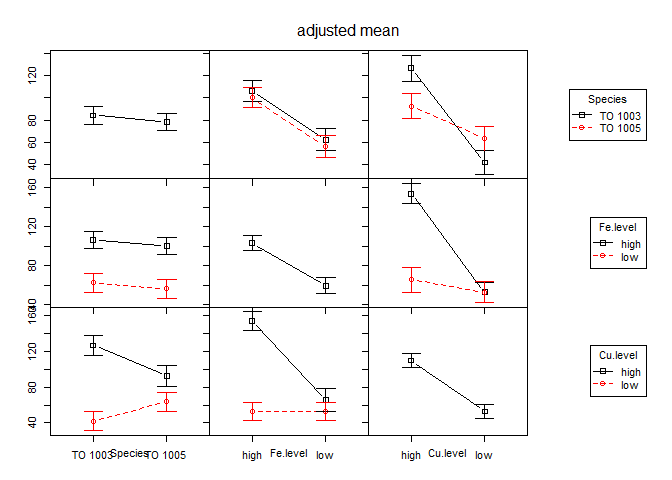 adjusted mean
120
80
60
40
Species
TO 1003
TO 1005
160
120
80
40
Fe.level
high
low
160
120
80
40
Cu.level
high
low
TO 1003 Species TO 1005 high Fe.level low high Cu.level low